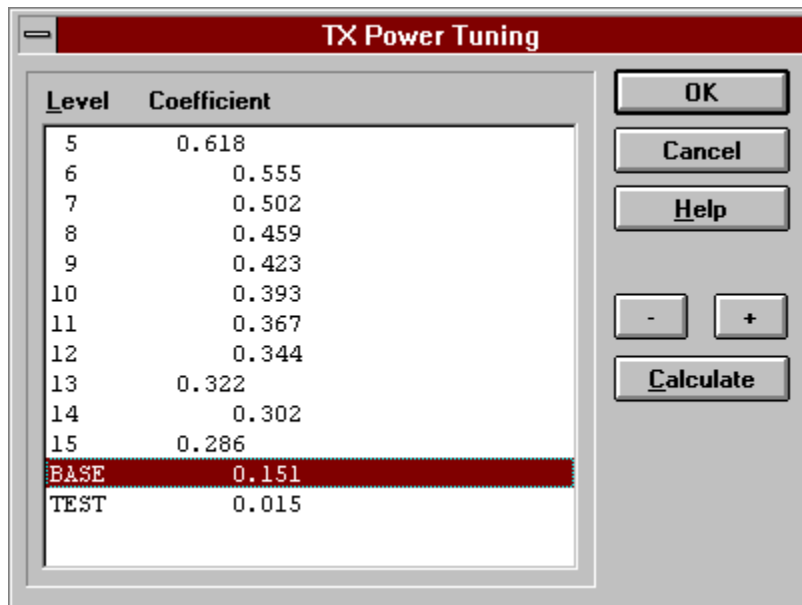 TX Power Tuning
Level Coefficient
5 0.618
6 0.555
7 0.502
8 0.459
9 0.423
10 0.393
11 0.367
12 0.344
13 0.322
14 0.302
15 0.286
BASE 0.151
TEST 0.015
OK
Cancel
Help
- +
Calculate